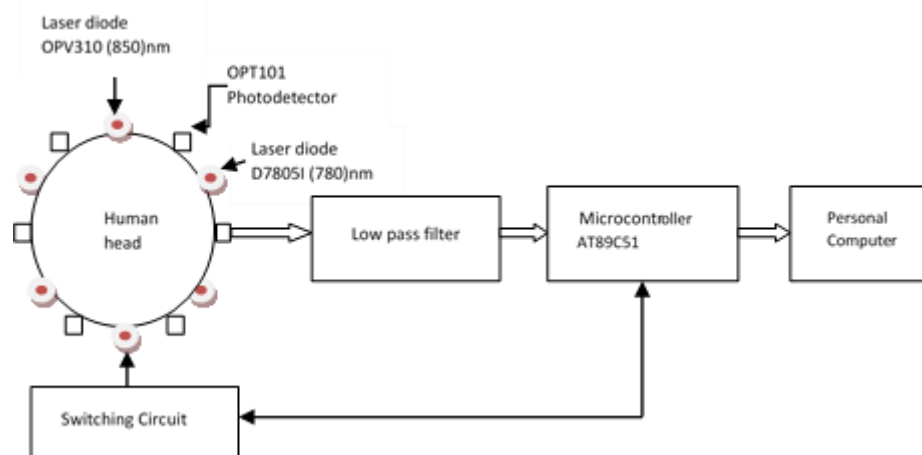 Laser diode
OPV310 (850)nm
OPT101
Photodetector
Laser diode
D7805I (780)nm
Human
head
Low pass filter
Microcontroller
AT89C51
Personal
Computer
Switching Circuit